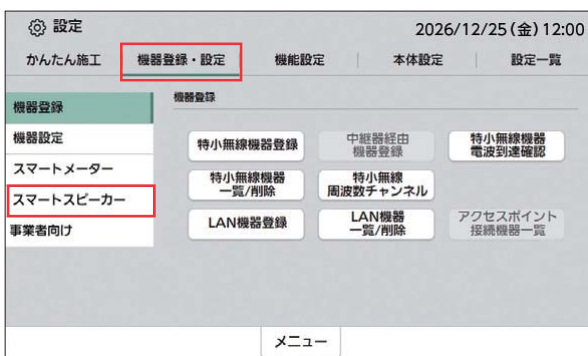 設定
2026/12/25(金)12:00
かんたん施工
機器登録・設定
機能設定
本体設定
設定一覧
機器登録
機器設定
スマートメーター
スマートスピーカー
事業者向け
機器登録
特小無線機器登録
中継器経由
機器登録
特小無線機器
電波到達確認
特小無線機器
一覧/削除
特小無線
周波数チャンネル
LAN機器登録
LAN機器
一覧/削除
アクセスポイント
接続機器一覧
メニュー